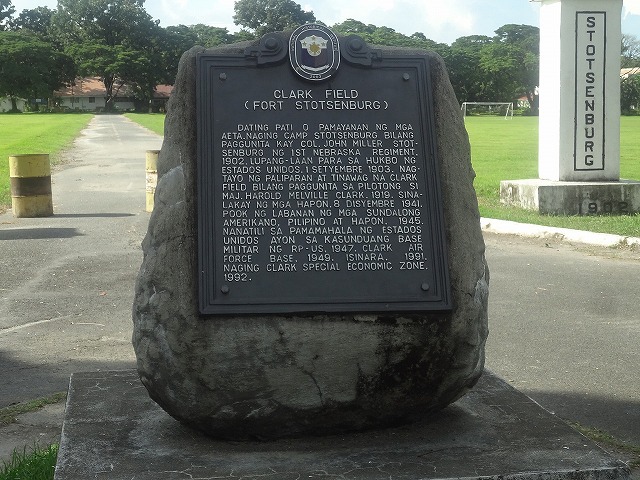 CLARK FIELD
(FORT STOTSENBURG)
DATING PATI O PAMAYANAN NG MGA
AETA. NAGING CAMP STOTSENBURG BILANG
PAGGUNITA KAY COL. JOHN MILLER STOT-
SENBURG NG IST NEBRASKA REGIMENT,
1902. LUPANG-LAAN PARA SA HUKBO NG
ESTADOS UNIDOS, 1 SETYEMBRE 1903. NAG-
TAYO NG PALIPARAN AT TINAWAG NA CLARK
FIELD BILANG PAGGUNITA SA PILOTONG SI
MAJ. HAROLD MELVILLE CLARK, 1919. SINA-
LAKAY NG MGA HAPON, 8 DISYEMBRE 1941.
POOK NG LABANAN NG MGA SUNDALONG
AMERIKANO, PILIPINO AT HAPON, 1945.
NANATILI SA PAMAMAHALA NG ESTADOS
UNIDOS AYON SA KASUNDUANG BASE
MILITAR NG RP-US, 1947. CLARK AIR
FORCE BASE, 1949. ISINARA, 1991.
NAGING CLARK SPECIAL ECONOMIC ZONE,
1992.
STOTSENBURG
1902